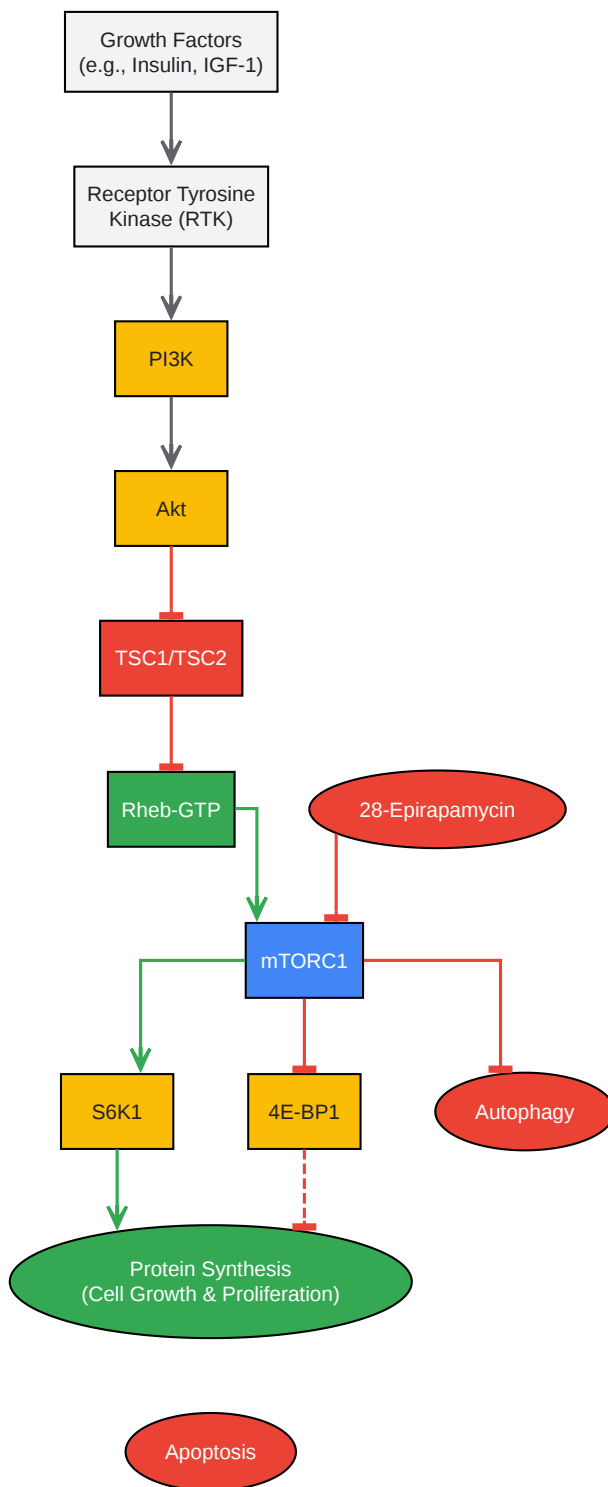 Growth Factors
(e.g., Insulin, IGF-1)
Receptor Tyrosine
Kinase (RTK)
PI3K
Akt
TSC1/TSC2
Rheb-GTP
28-Epirapamycin
mTORC1
S6K1
4E-BP1
Autophagy
Protein Synthesis
(Cell Growth & Proliferation)
Apoptosis